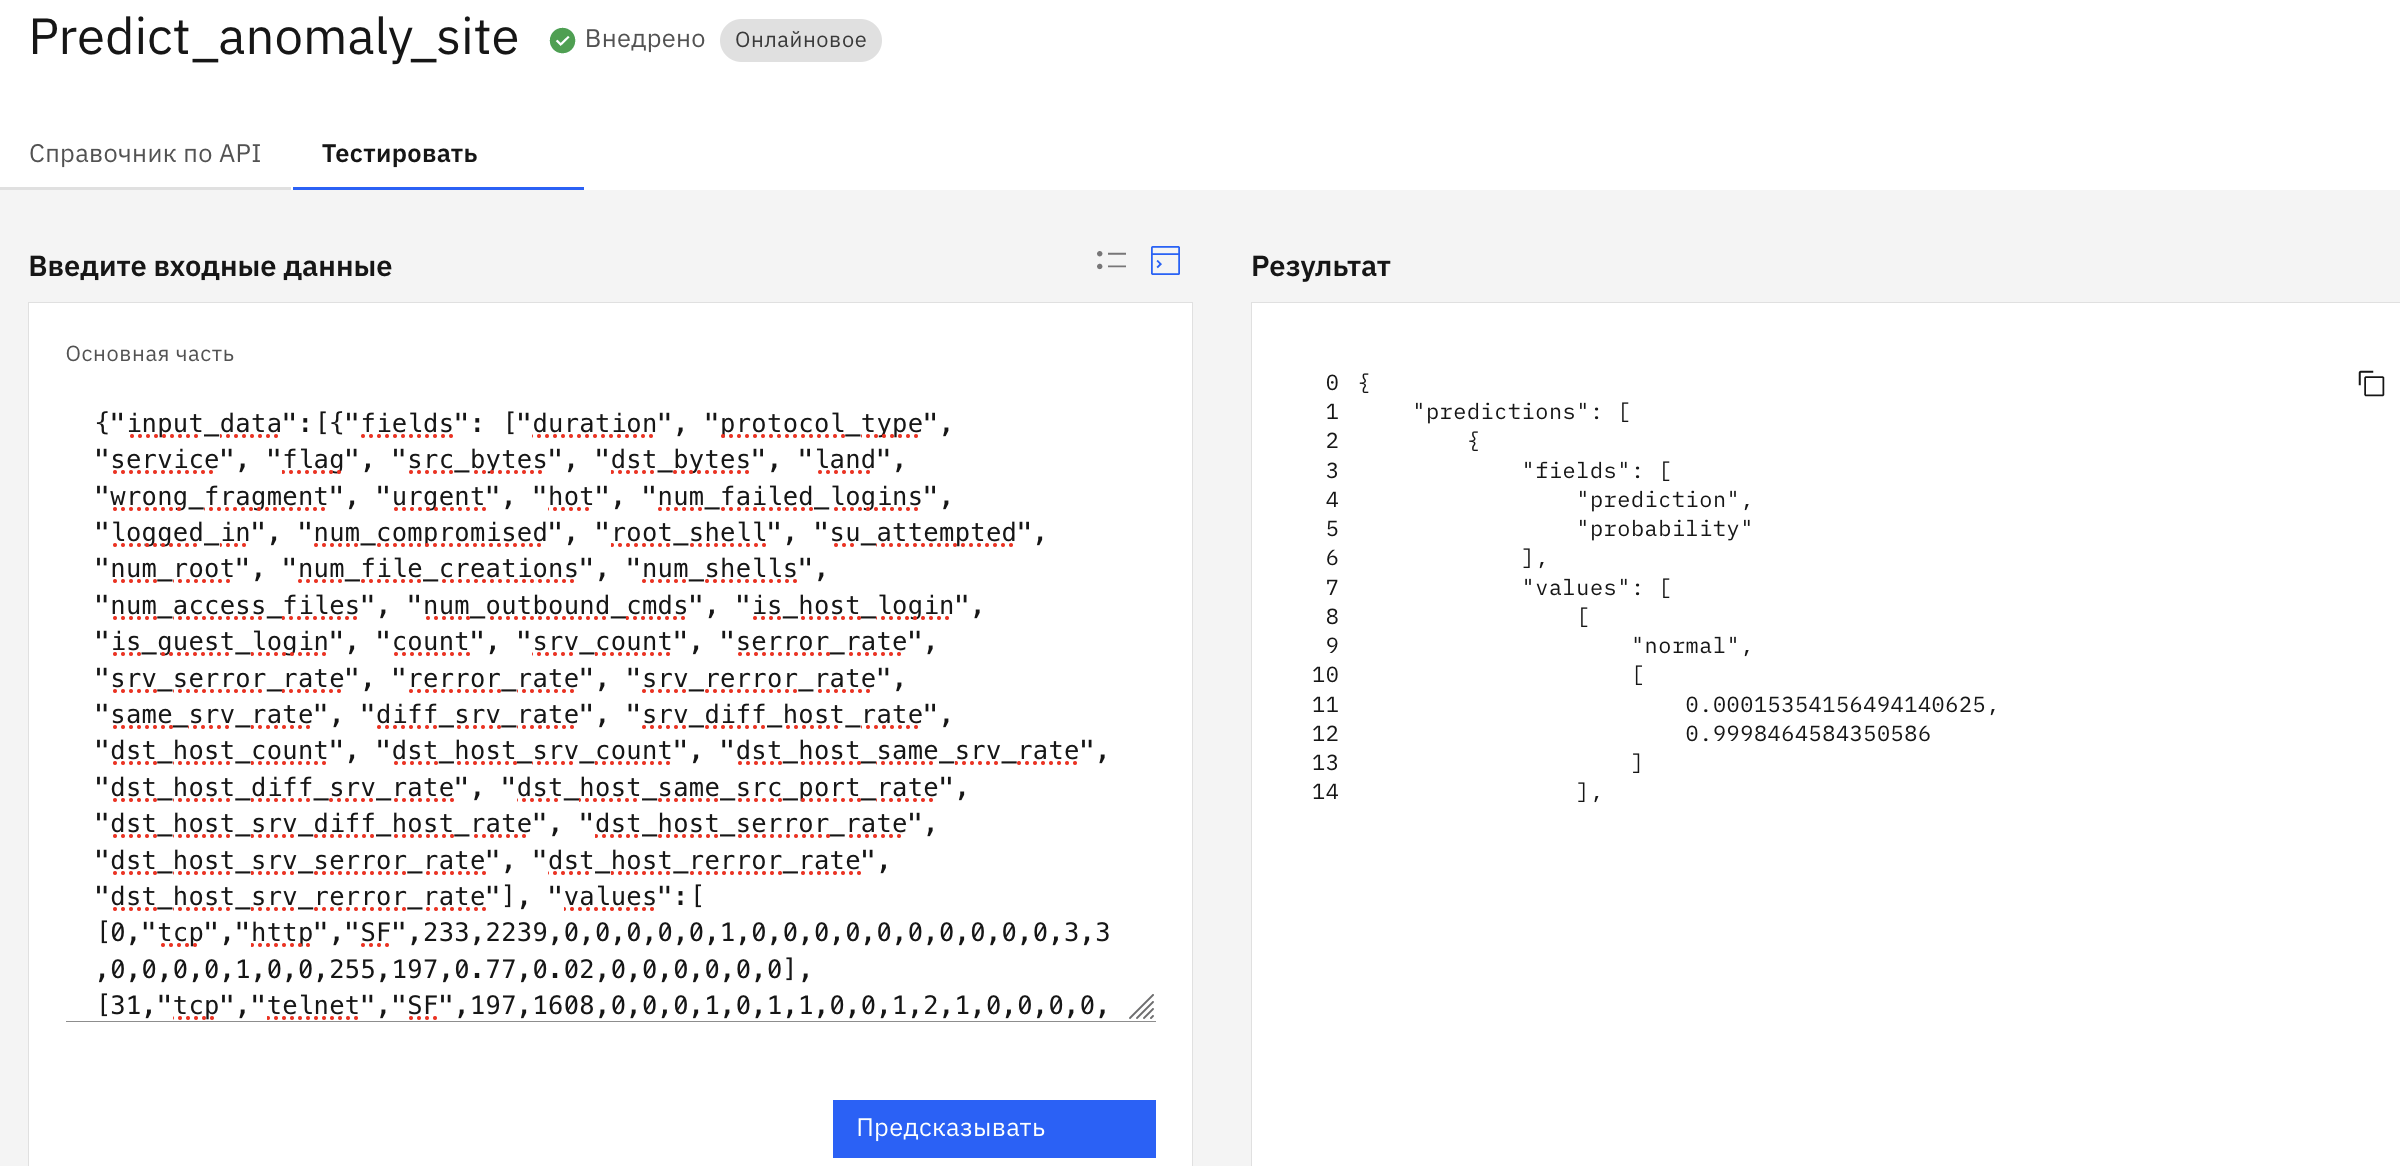 Predict_anomaly_site Внедрено Онлайновое
Справочник по API Тестировать
Введите входные данные
Основная часть
{"input_data":[{"fields": ["duration", "protocol_type",
"service", "flag", "src_bytes", "dst_bytes", "land",
"wrong_fragment", "urgent", "hot", "num_failed_logins",
"logged_in", "num_compromised", "root_shell", "su_attempted",
"num_root", "num_file_creations", "num_shells",
"num_access_files", "num_outbound_cmds", "is_host_login",
"is_guest_login", "count", "srv_count", "serror_rate",
"srv_serror_rate", "rerror_rate", "srv_rerror_rate",
"same_srv_rate", "diff_srv_rate", "srv_diff_host_rate",
"dst_host_count", "dst_host_srv_count", "dst_host_same_srv_rate",
"dst_host_diff_srv_rate", "dst_host_same_src_port_rate",
"dst_host_srv_diff_host_rate", "dst_host_serror_rate",
"dst_host_srv_serror_rate", "dst_host_rerror_rate",
"dst_host_srv_rerror_rate"], "values":[
[0,"tcp","http","SF",233,2239,0,0,0,0,0,1,0,0,0,0,0,0,0,0,0,0,3,3
,0,0,0,0,1,0,0,255,197,0.77,0.02,0,0,0,0,0,0],
[31,"tcp","telnet","SF",197,1608,0,0,0,1,0,1,1,0,0,1,2,1,0,0,0,0,
Предсказывать
Результат
0 {
1 "predictions": [
2 {
3 "fields": [
4 "prediction",
5 "probability"
6 ],
7 "values": [
8 [
9 "normal",
10 [
11 0.00015354156494140625,
12 0.9998464584350586
13 ]
14 ],